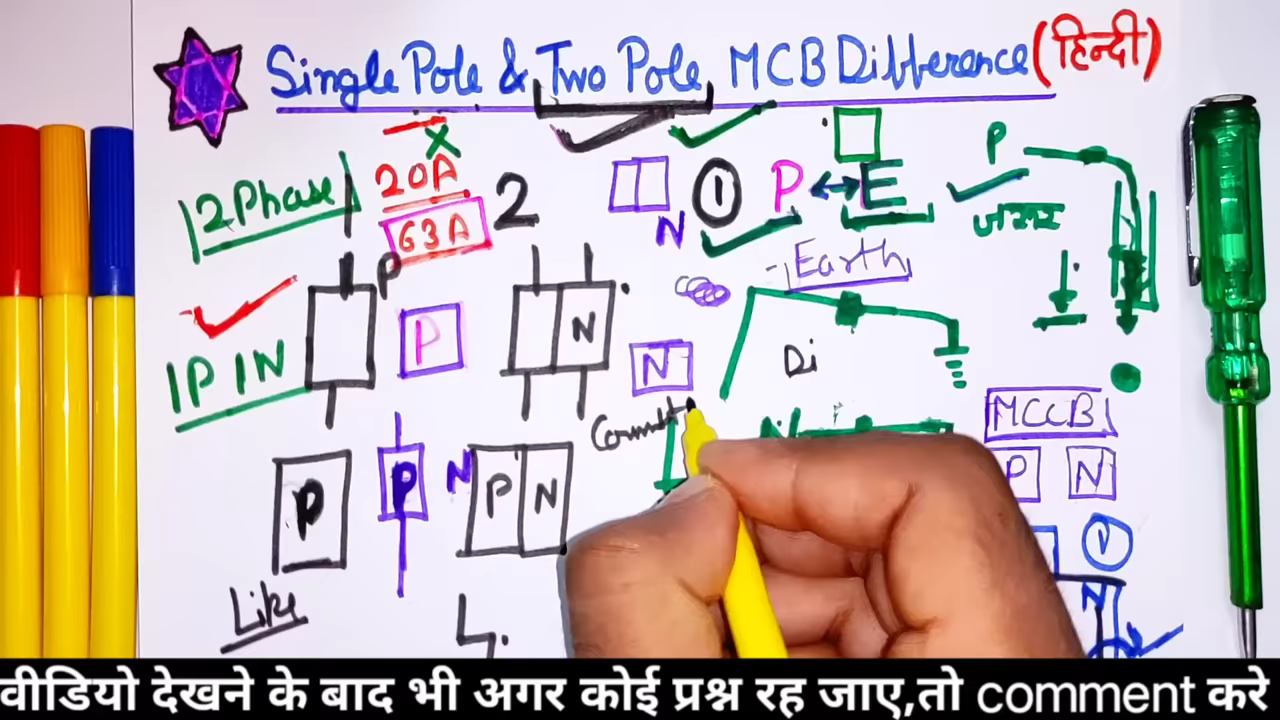 Single Pole & Two Pole MCB Difference (हिन्दी)
2 Phase
20A
63A
2
N
1
P ↔ E
P
Earth
P
1P 1N
P
N
N
Di
MCCB
P
P
N
P N
P N
1
N
Like
वीडियो देखने के बाद भी अगर कोई प्रश्न रह जाए,तो comment करे